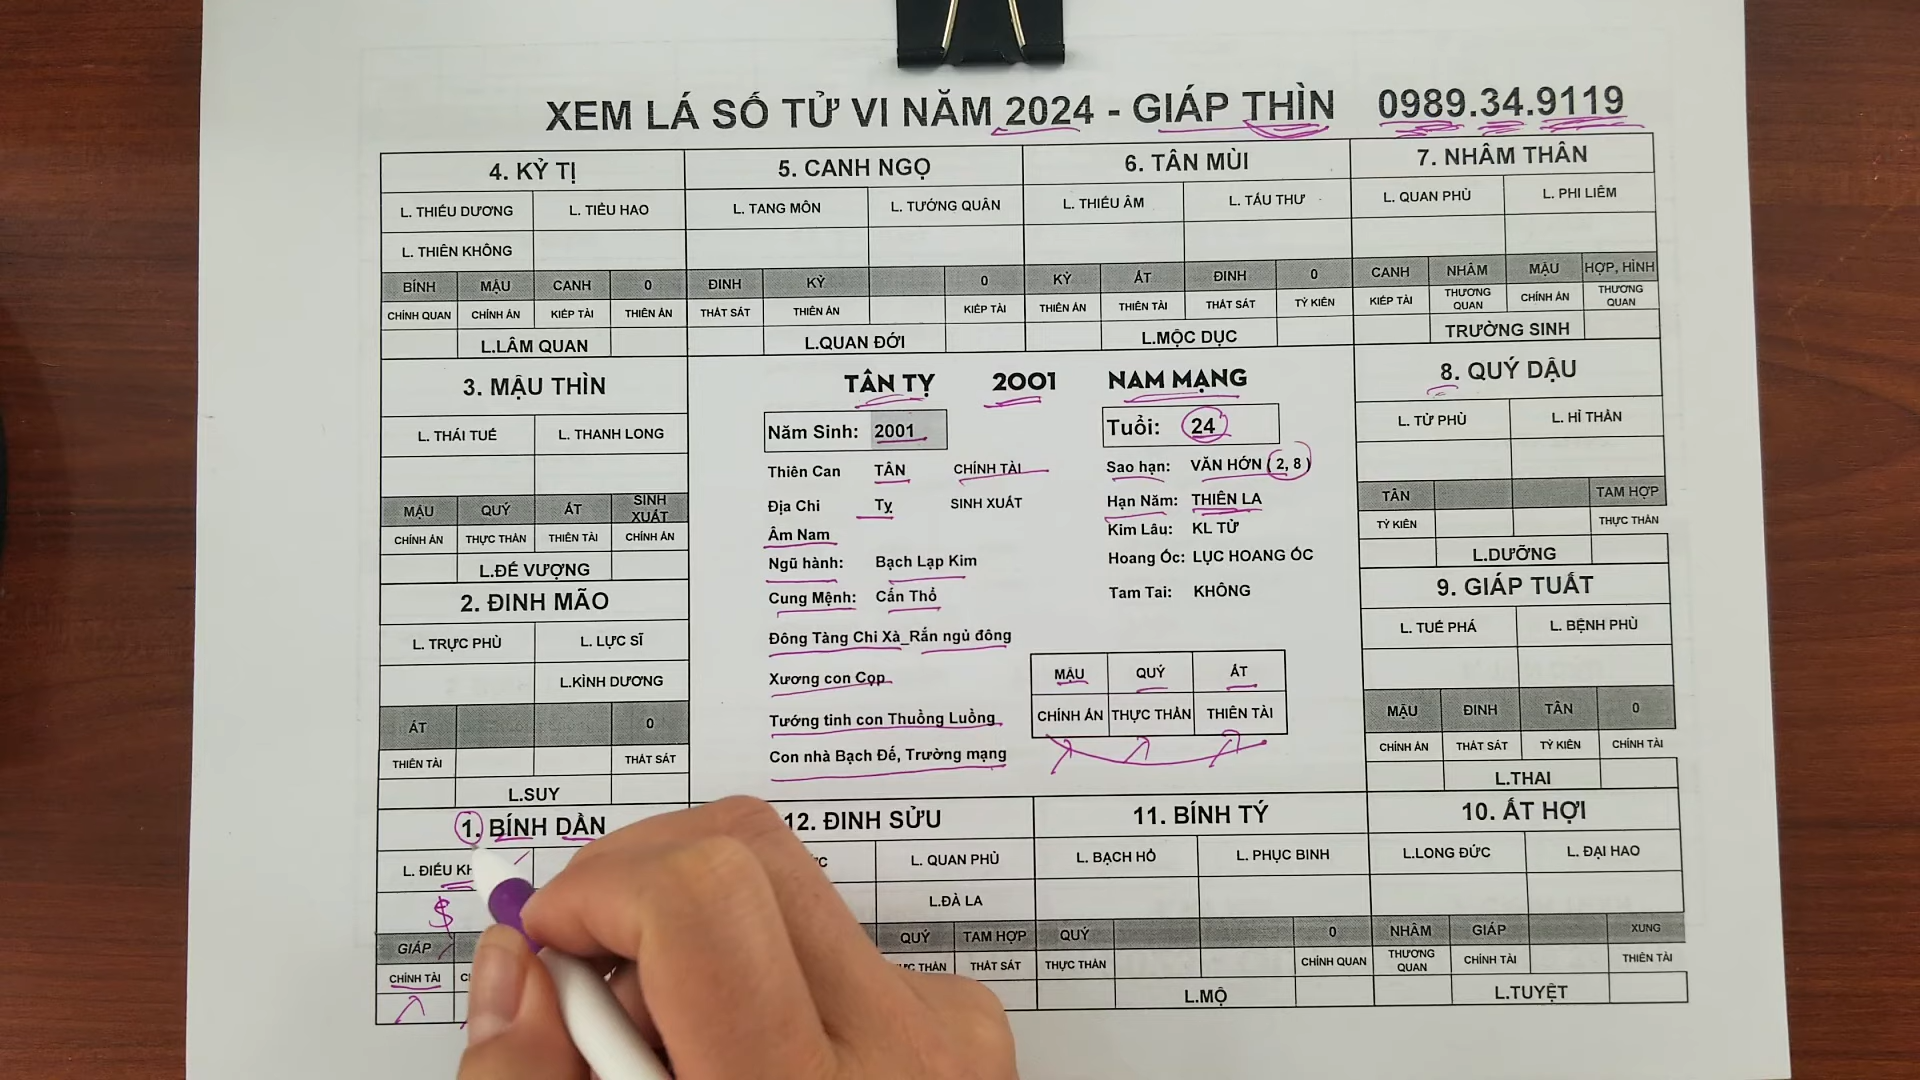 XEM LÁ SỐ TỬ VI NĂM 2024 - GIÁP THÌN 0989.34.9119
4. KỶ TỊ
L. THIẾU DƯƠNG L. TIỂU HAO
L. THIÊN KHÔNG
BÍNH MẬU CANH 0
CHÍNH QUAN CHÍNH ẤN KIẾP TÀI THIÊN ẤN
L.LÂM QUAN
5. CANH NGỌ
L. TANG MÔN L. TƯỚNG QUÂN
ĐINH KỶ 0
THẤT SÁT THIÊN ẤN KIẾP TÀI
L.QUAN ĐỚI
6. TÂN MÙI
L. THIẾU ÂM L. TẤU THƯ
KỶ ẤT ĐINH 0
THIÊN ẤN THIÊN TÀI THẤT SÁT TỶ KIÊN
L.MỘC DỤC
7. NHÂM THÂN
L. QUAN PHÙ L. PHI LIÊM
CANH NHÂM MẬU HỢP, HÌNH
KIẾP TÀI THƯƠNG QUAN CHÍNH ẤN THƯƠNG QUAN
TRƯỜNG SINH
3. MẬU THÌN
L. THÁI TUẾ L. THANH LONG
MẬU QUÝ ẤT SINH XUẤT
CHÍNH ẤN THỰC THẦN THIÊN TÀI CHÍNH ẤN
L.ĐẾ VƯỢNG
TÂN TỴ 2001 NAM MẠNG
Năm Sinh: 2001 Tuổi: 24
Thiên Can TÂN CHÍNH TÀI Sao hạn: VĂN HỚN ( 2, 8 )
Địa Chi Tỵ SINH XUẤT Hạn Năm: THIÊN LA
Âm Nam Kim Lâu: KL TỬ
Ngũ hành: Bạch Lạp Kim Hoang Ốc: LỤC HOANG ỐC
Cung Mệnh: Cấn Thổ Tam Tai: KHÔNG
Đông Tàng Chi Xà_Rắn ngủ đông
Xương con Cọp
Tướng tinh con Thuồng Luồng
Con nhà Bạch Đế, Trường mạng
MẬU QUÝ ẤT
CHÍNH ẤN THỰC THẦN THIÊN TÀI
8. QUÝ DẬU
L. TỬ PHÙ L. HỈ THẦN
TÂN TAM HỢP
TỶ KIÊN THỰC THẦN
L.DƯỠNG
2. ĐINH MÃO
L. TRỰC PHÙ L. LỰC SĨ
L.KÌNH DƯƠNG
ẤT 0
THIÊN TÀI THẤT SÁT
L.SUY
9. GIÁP TUẤT
L. TUẾ PHÁ L. BỆNH PHÙ
MẬU ĐINH TÂN 0
CHÍNH ẤN THẤT SÁT TỶ KIÊN CHÍNH TÀI
L.THAI
1. BÍNH DẦN
L. ĐIẾU
$
GIÁP
CHÍNH TÀI
12. ĐINH SỬU
L. QUAN PHÙ
L.ĐÀ LA
QUÝ TAM HỢP
THẦN THẤT SÁT
11. BÍNH TÝ
L. BẠCH HỔ L. PHỤC BINH
QUÝ 0
THỰC THẦN CHÍNH QUAN
L.MỘ
10. ẤT HỢI
L.LONG ĐỨC L. ĐẠI HAO
NHÂM GIÁP XUNG
THƯƠNG QUAN CHÍNH TÀI THIÊN TÀI
L.TUYỆT